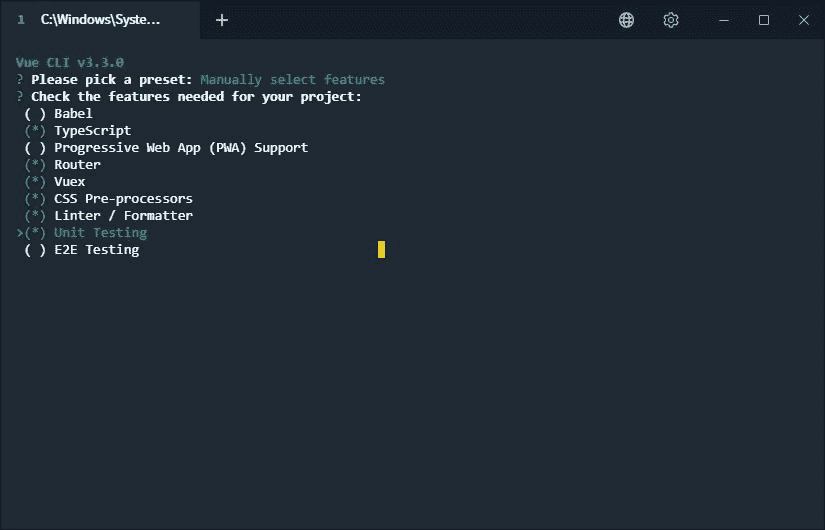 1 C:\Windows\Syste...
Vue CLI v3.3.0
? Please pick a preset: Manually select features
? Check the features needed for your project:
( ) Babel
(*) TypeScript
( ) Progressive Web App (PWA) Support
(*) Router
(*) Vuex
(*) CSS Pre-processors
(*) Linter / Formatter
>(*) Unit Testing
( ) E2E Testing